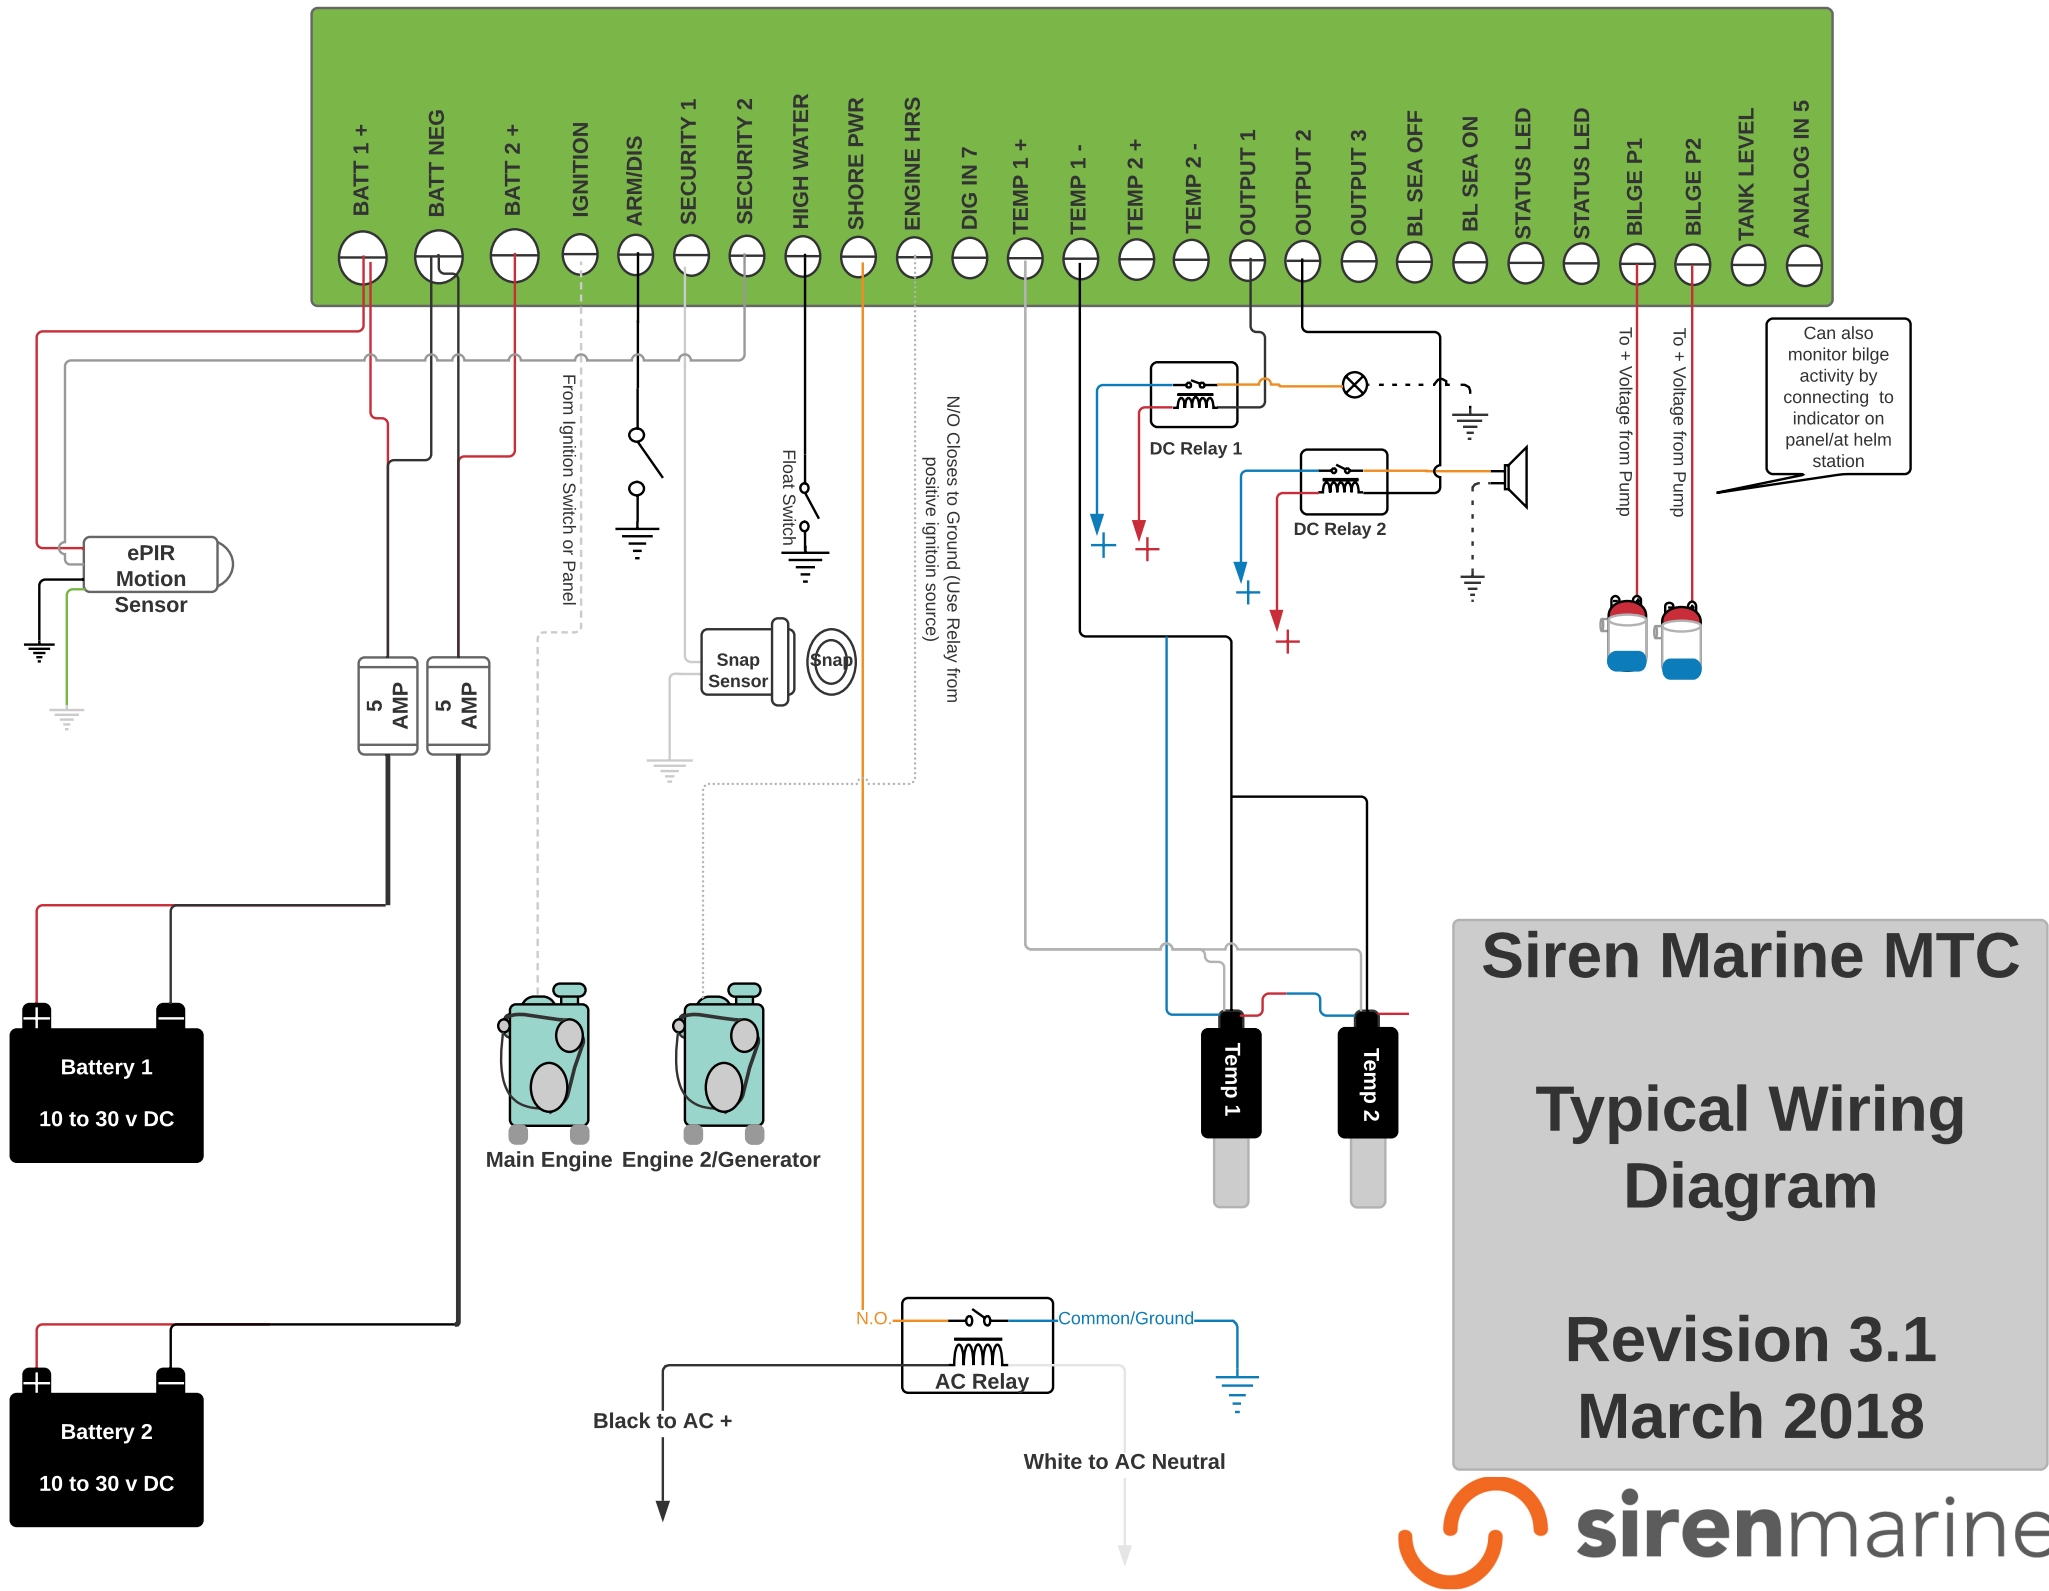 BATT 1 +
BATT NEG
BATT 2 +
IGNITION
ARM/DIS
SECURITY 1
SECURITY 2
HIGH WATER
SHORE PWR
ENGINE HRS
DIG IN 7
TEMP 1 +
TEMP 1 -
TEMP 2 +
TEMP 2 -
OUTPUT 1
OUTPUT 2
OUTPUT 3
BL SEA OFF
BL SEA ON
STATUS LED
STATUS LED
BILGE P1
BILGE P2
TANK LEVEL
ANALOG IN 5
Can also
monitor bilge
activity by
connecting to
indicator on
panel/at helm
station
To + Voltage from Pump
To + Voltage from Pump
From Ignition Switch or Panel
Float Switch
N/O Closes to Ground (Use Relay from
positive ignitoin source)
DC Relay 1
DC Relay 2
ePIR
Motion
Sensor
Snap
Sensor
Snap
5
AMP
5
AMP
Battery 1
10 to 30 v DC
Battery 2
10 to 30 v DC
Main Engine
Engine 2/Generator
Temp 1
Temp 2
N.O.
Common/Ground
AC Relay
Black to AC +
White to AC Neutral
Siren Marine MTC
Typical Wiring
Diagram
Revision 3.1
March 2018
sirenmarine